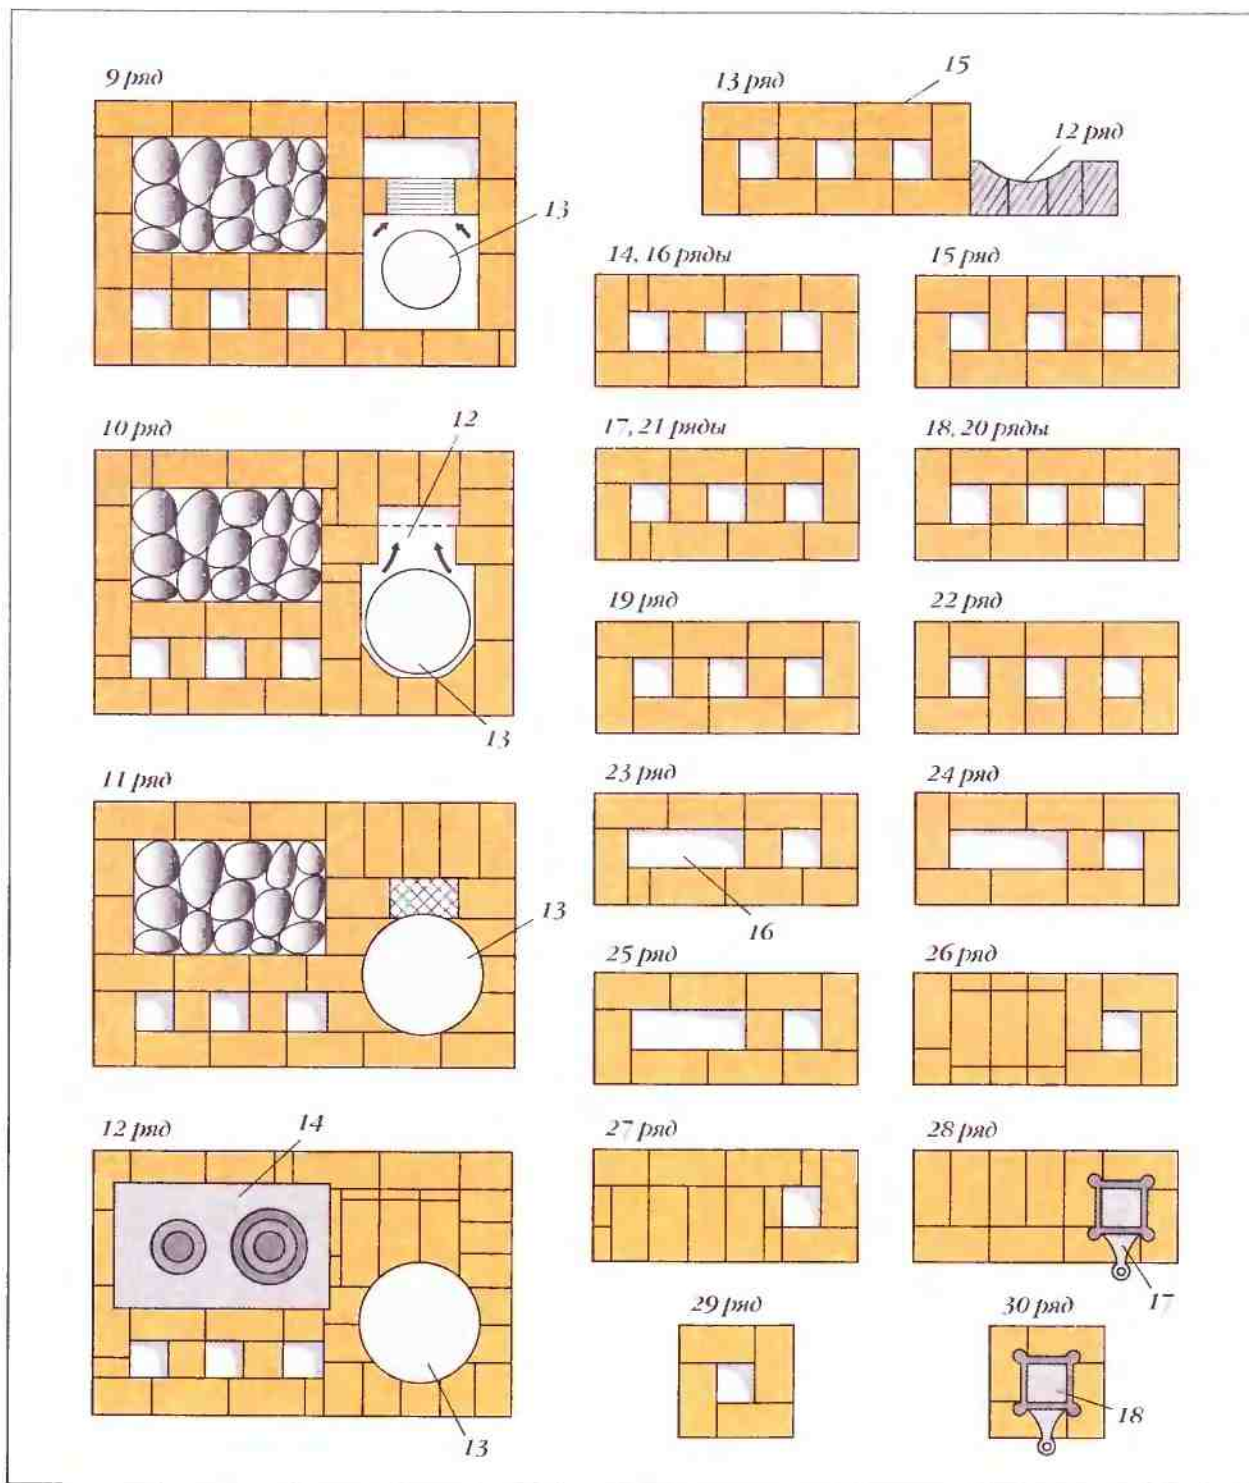 9 ряд
13
10 ряд
12
13
11 ряд
13
12 ряд
14
13
13 ряд
15
12 ряд
14, 16 ряды
15 ряд
17, 21 ряды
18, 20 ряды
19 ряд
22 ряд
23 ряд
16
24 ряд
25 ряд
26 ряд
27 ряд
28 ряд
17
29 ряд
30 ряд
18